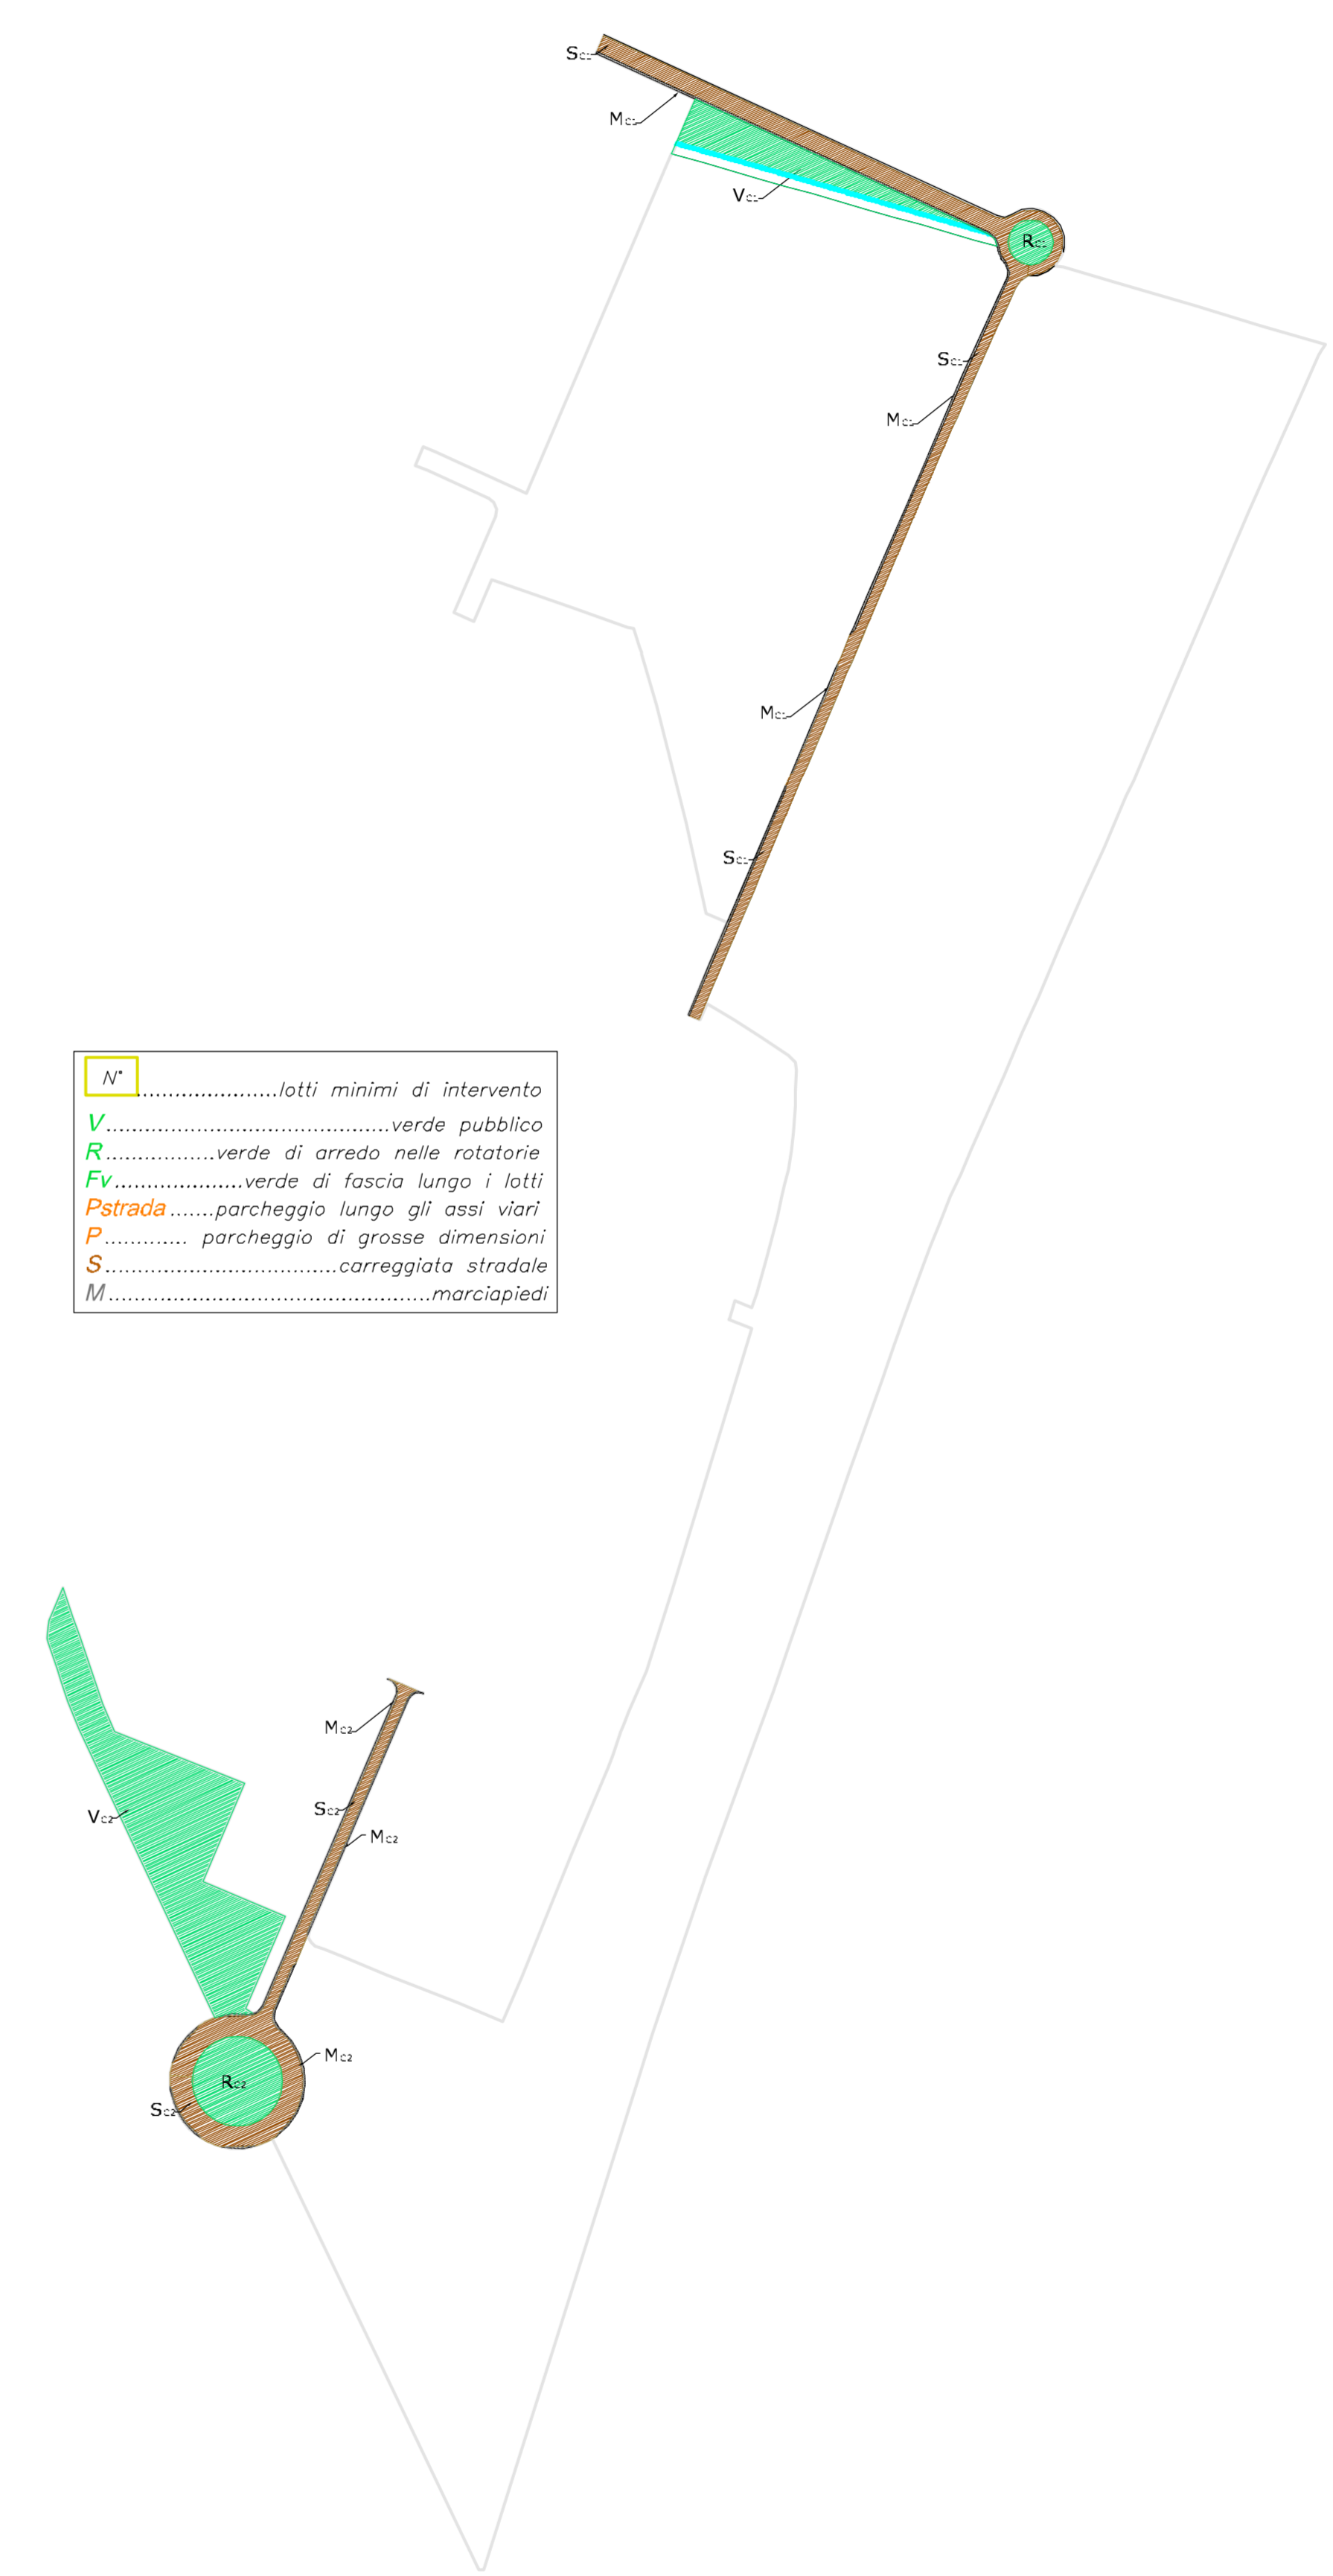 Sc1
Mc1
Vc1
Rc1
Sc1
Mc1
Mc1
Sc1
N° ......................lotti minimi di intervento
V............................................verde pubblico
R.................verde di arredo nelle rotatorie
Fv....................verde di fascia lungo i lotti
Pstrada.......parcheggio lungo gli assi viari
P............. parcheggio di grosse dimensioni
S....................................carreggiata stradale
M..................................................marciapiedi
Mc2
Sc2
Vc2
Mc2
Mc2
Rc2
Sc2